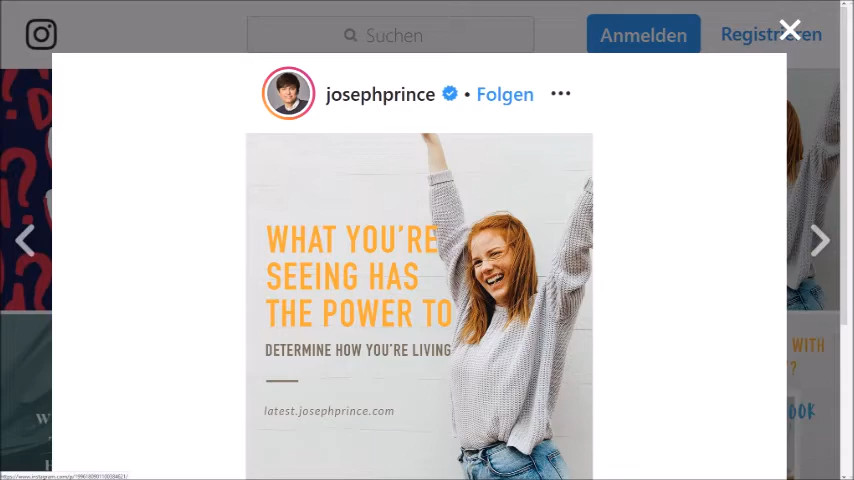 Suchen
Anmelden
Registrieren
josephprince • Folgen •••
WHAT YOU'RE
SEEING HAS
THE POWER TO
DETERMINE HOW YOU'RE LIVING
latest.josephprince.com
WITH
?